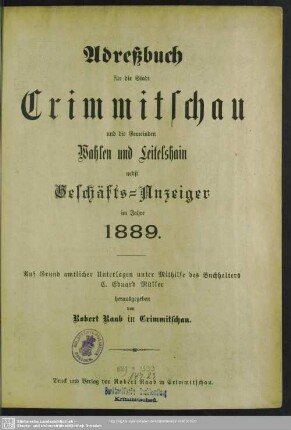 Adreßbuch
für die Stadt
Crimmitschau
und die Gemeinden
Wahlen und Leitelshain
nebst
Geschäfts-Anzeiger
im Jahre
1889.
Auf Grund amtlicher Unterlagen unter Mithilfe des Buchhalters
C. Eduard Müller
herausgegeben
von
Robert Raab in Crimmitschau.
Druck und Verlag von Robert Raab in Crimmitschau.